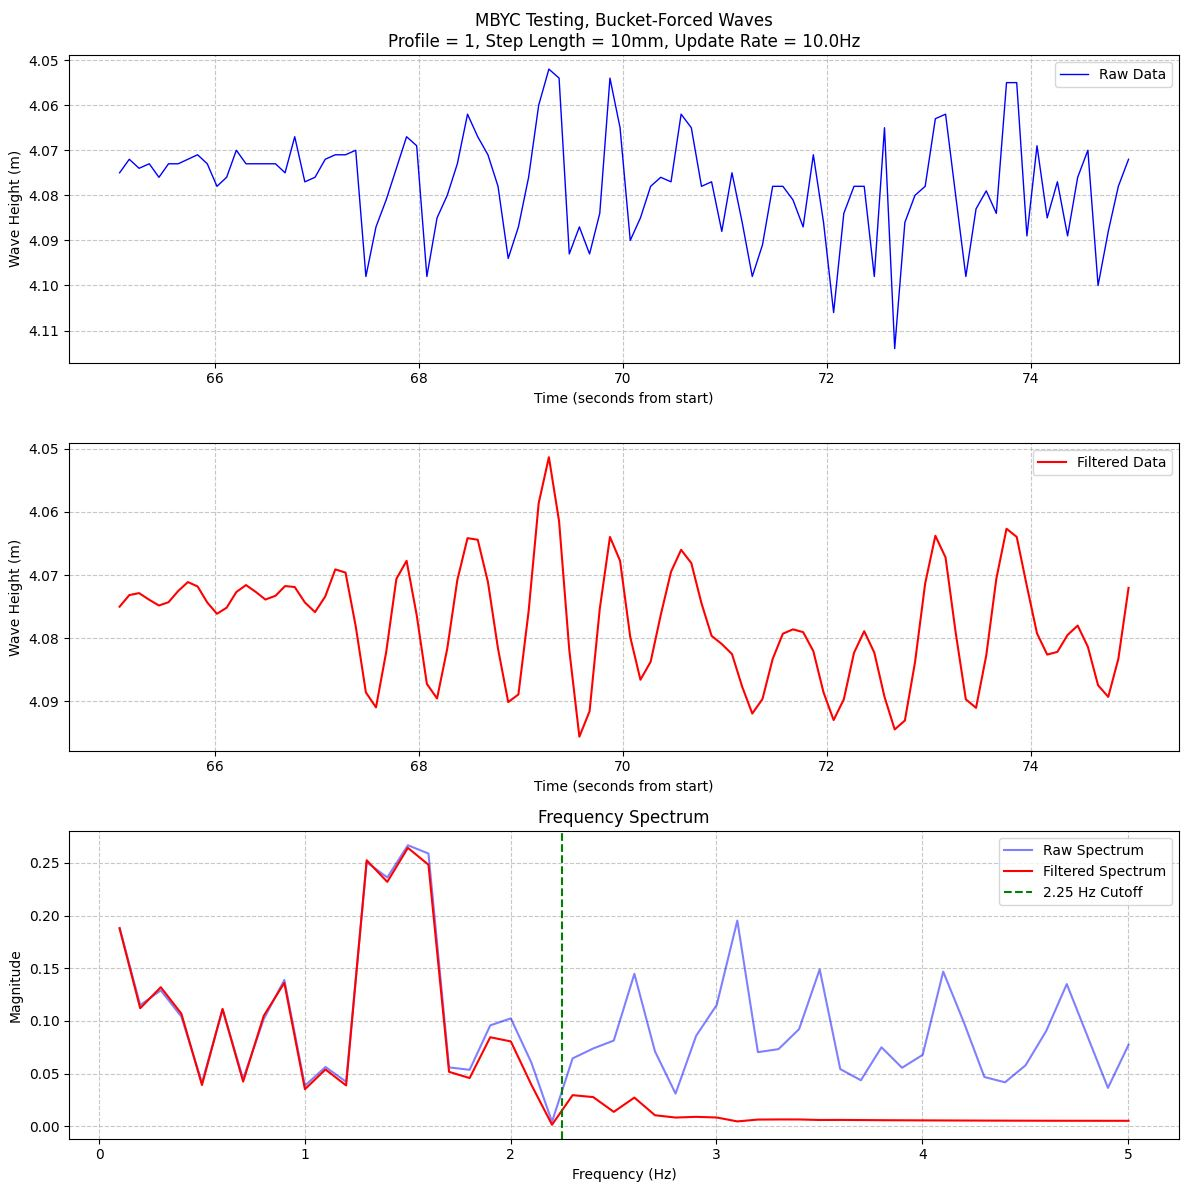 MBYC Testing, Bucket-Forced Waves
Profile = 1, Step Length = 10mm, Update Rate = 10.0Hz
4.05
4.06
4.07
4.08
4.09
4.10
4.11
Wave Height (m)
Raw Data
66
68
70
72
74
Time (seconds from start)
4.05
4.06
4.07
4.08
4.09
Wave Height (m)
Filtered Data
66
68
70
72
74
Time (seconds from start)
Frequency Spectrum
0.25
0.20
0.15
0.10
0.05
0.00
Magnitude
Raw Spectrum
Filtered Spectrum
2.25 Hz Cutoff
0
1
2
3
4
5
Frequency (Hz)